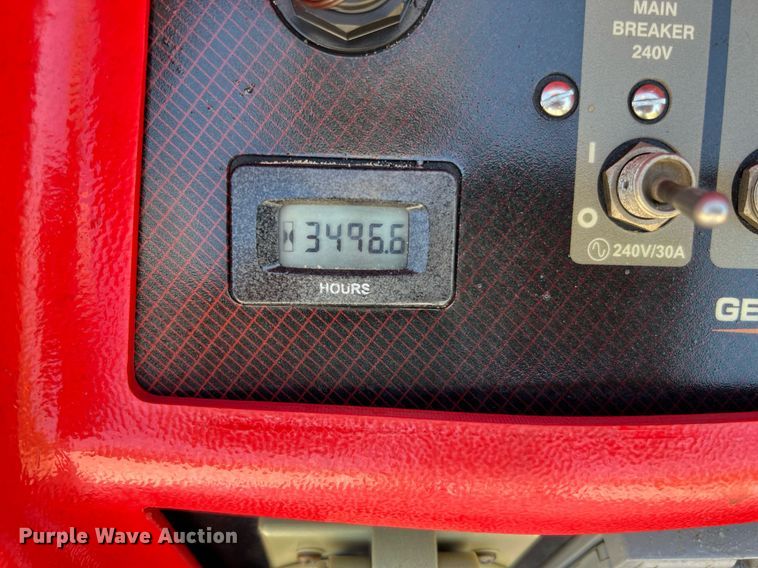 MAIN
BREAKER
240V
I
3496.6
O
240V/30A
HOURS
GE
Purple Wave Auction